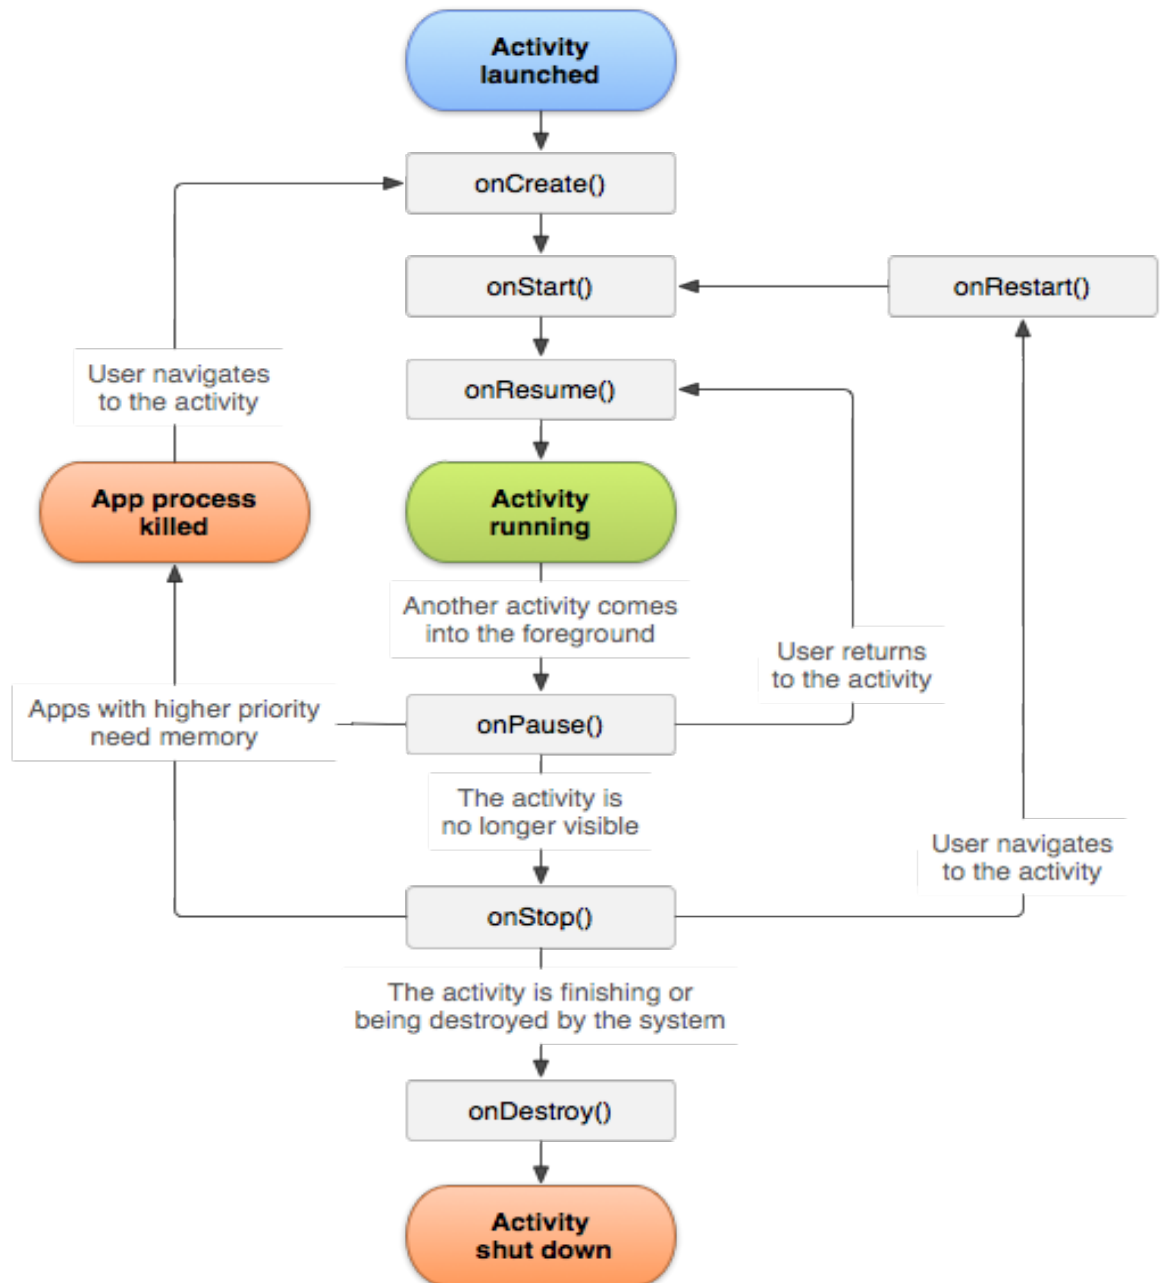 Activity
launched
onCreate()
onStart()
onRestart()
User navigates
to the activity
onResume()
App process
killed
Activity
running
Another activity comes
into the foreground
User returns
to the activity
Apps with higher priority
need memory
onPause()
The activity is
no longer visible
User navigates
to the activity
onStop()
The activity is finishing or
being destroyed by the system
onDestroy()
Activity
shut down